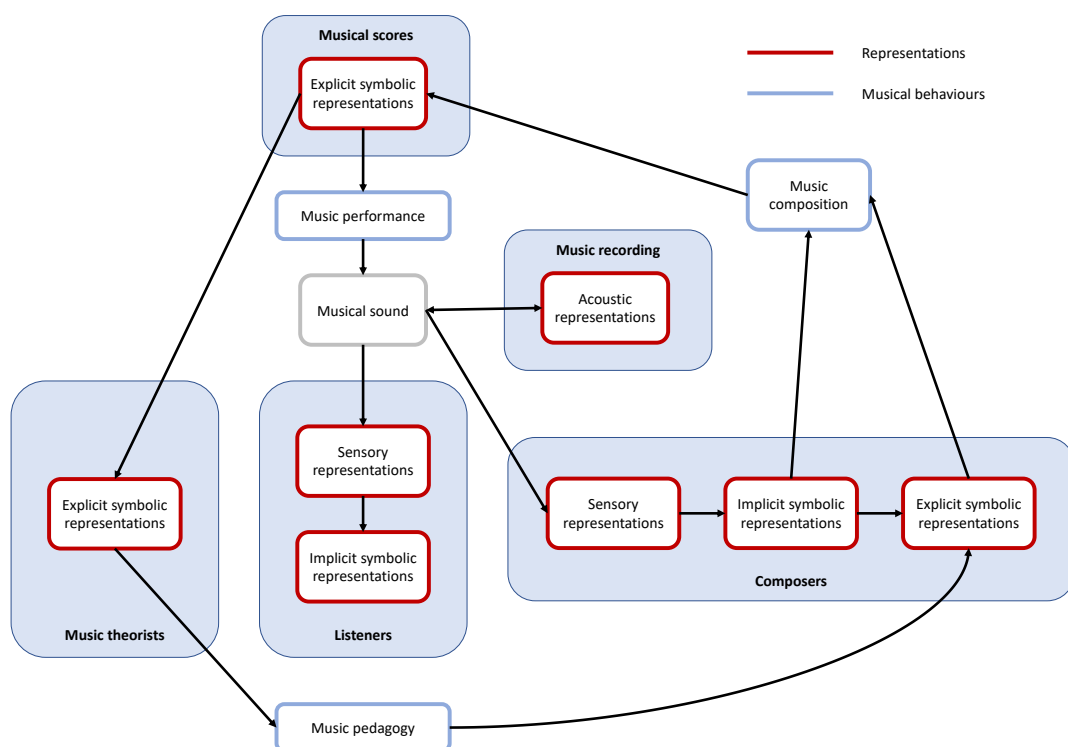 Musical scores
Explicit symbolic
representations
Representations
Musical behaviours
Music
composition
Music performance
Music recording
Acoustic
representations
Musical sound
Sensory
representations
Implicit symbolic
representations
Listeners
Explicit symbolic
representations
Music theorists
Sensory
representations
Implicit symbolic
representations
Explicit symbolic
representations
Composers
Music pedagogy